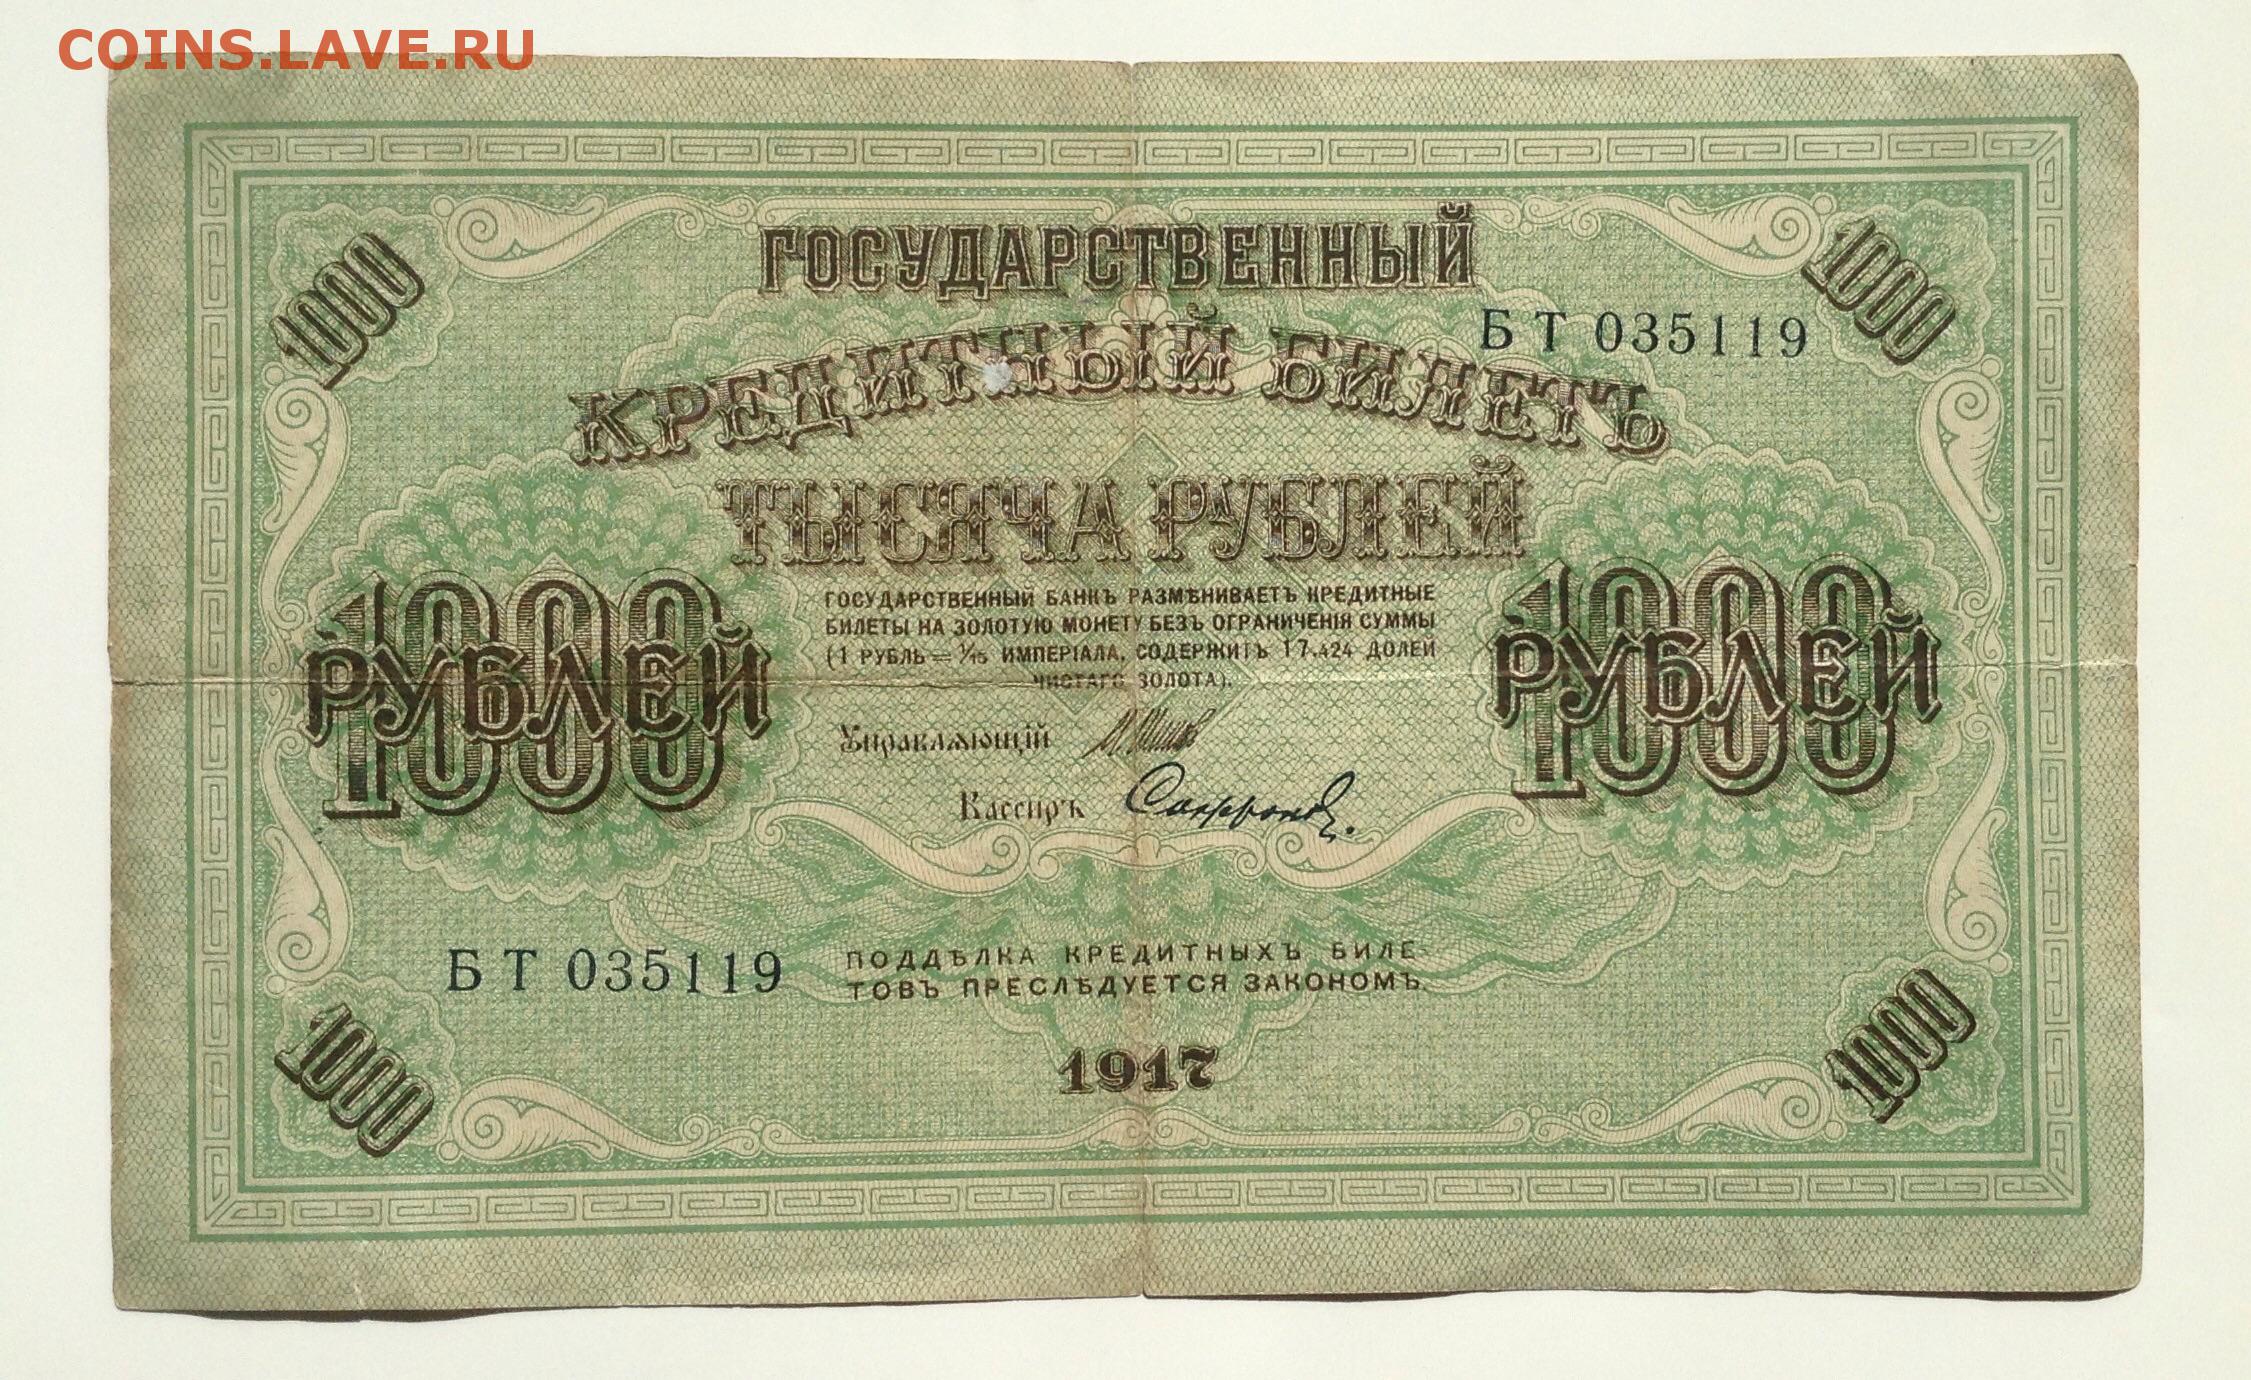 COINS.LAVE.RU
1000
1000
ГОСУДАРСТВЕННЫЙ
БТ 035119
КРЕДИТНЫЙ БИЛЕТЪ
ТЫСЯЧА РУБЛЕЙ
1000
РУБЛЕЙ
1000
РУБЛЕЙ
ГОСУДАРСТВЕННЫЙ БАНКЪ РАЗМѢНИВАЕТЪ КРЕДИТНЫЕ
БИЛЕТЫ НА ЗОЛОТУЮ МОНЕТУ БЕЗЪ ОГРАНИЧЕНІЯ СУММЫ
(1 РУБЛЬ = 1/15 ИМПЕРІАЛА, СОДЕРЖИТЪ 17,424 ДОЛЕЙ
ЧИСТАГО ЗОЛОТА).
Управляющій
Кассиръ Сафронов
БТ 035119
ПОДДѢЛКА КРЕДИТНЫХЪ БИЛЕ-
ТОВЪ ПРЕСЛѢДУЕТСЯ ЗАКОНОМЪ.
1917
1000
1000